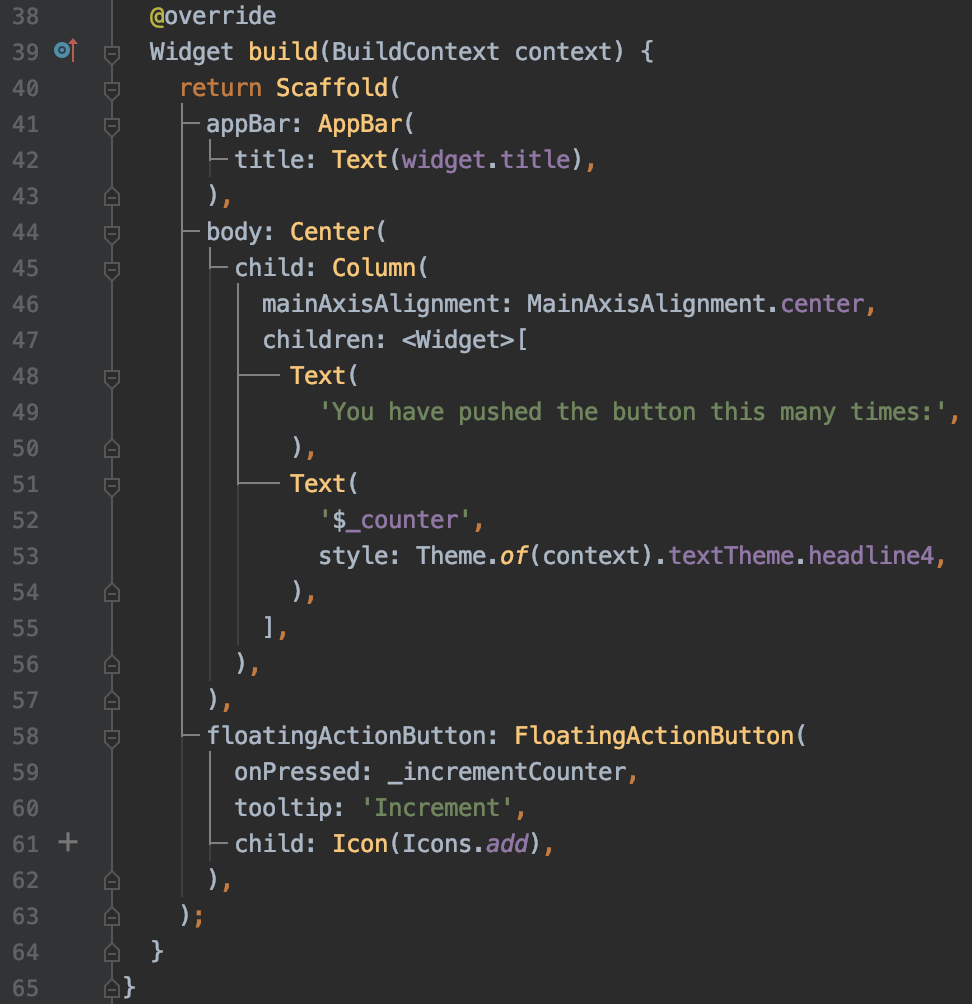 38 @override
39 Widget build(BuildContext context) {
40 return Scaffold(
41 appBar: AppBar(
42 title: Text(widget.title),
43 ),
44 body: Center(
45 child: Column(
46 mainAxisAlignment: MainAxisAlignment.center,
47 children: <Widget>[
48 Text(
49 'You have pushed the button this many times:',
50 ),
51 Text(
52 '$_counter',
53 style: Theme.of(context).textTheme.headline4,
54 ),
55 ],
56 ),
57 ),
58 floatingActionButton: FloatingActionButton(
59 onPressed: _incrementCounter,
60 tooltip: 'Increment',
61 child: Icon(Icons.add),
62 ),
63 );
64 }
65 }